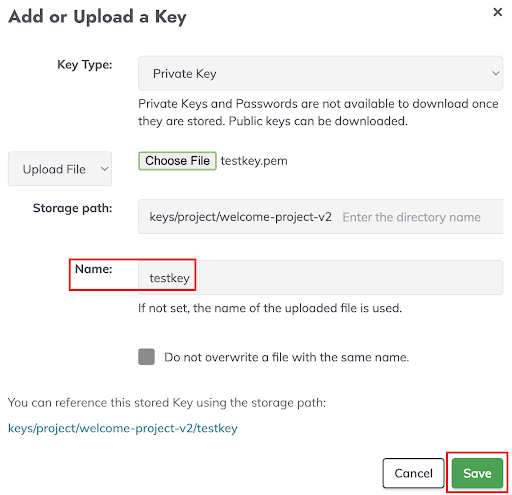 Add or Upload a Key ×
Key Type: Private Key
Private Keys and Passwords are not available to download once
they are stored. Public keys can be downloaded.
Upload File Choose File testkey.pem
Storage path: keys/project/welcome-project-v2 Enter the directory name
Name: testkey
If not set, the name of the uploaded file is used.
Do not overwrite a file with the same name.
You can reference this stored Key using the storage path:
keys/project/welcome-project-v2/testkey
Cancel Save